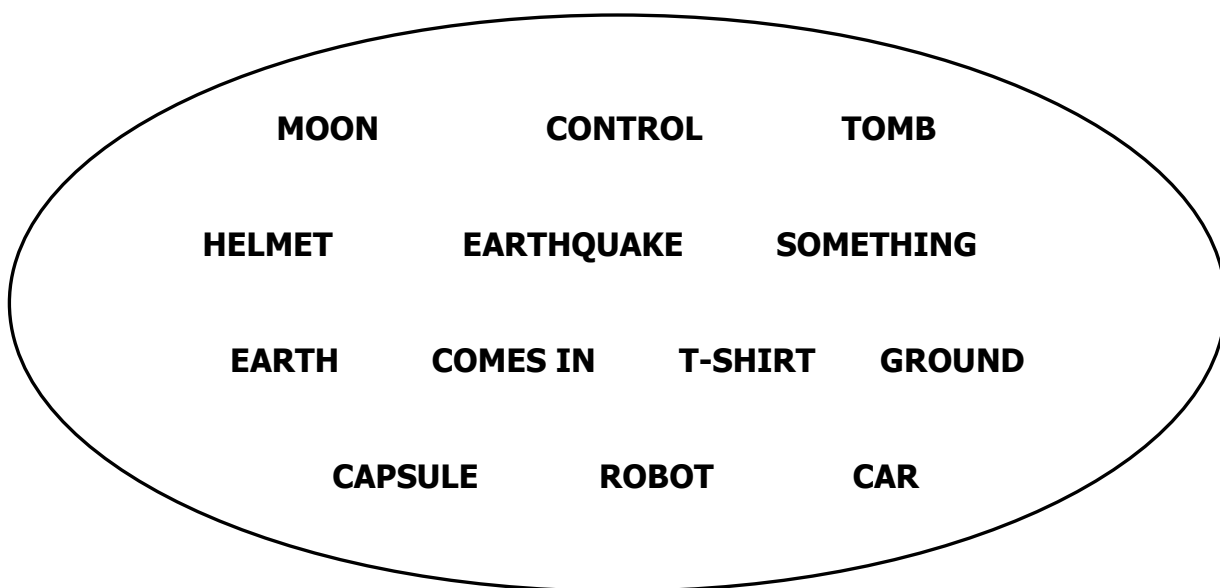 MOON CONTROL TOMB
HELMET EARTHQUAKE SOMETHING
EARTH COMES IN T-SHIRT GROUND
CAPSULE ROBOT CAR